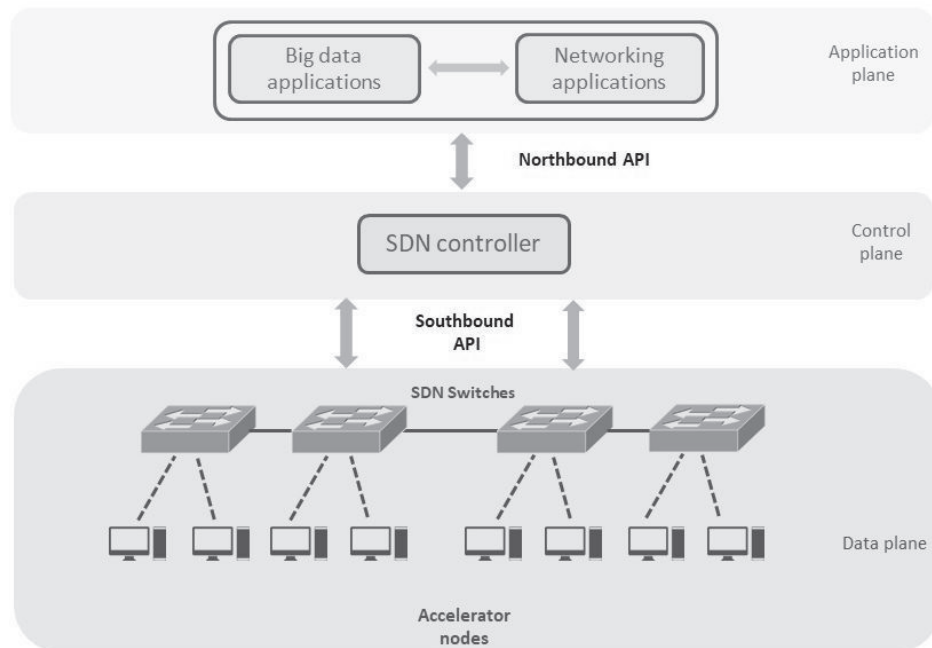 Big data
applications
Networking
applications
Application
plane
Northbound API
SDN controller
Control
plane
Southbound
API
SDN Switches
Data plane
Accelerator
nodes